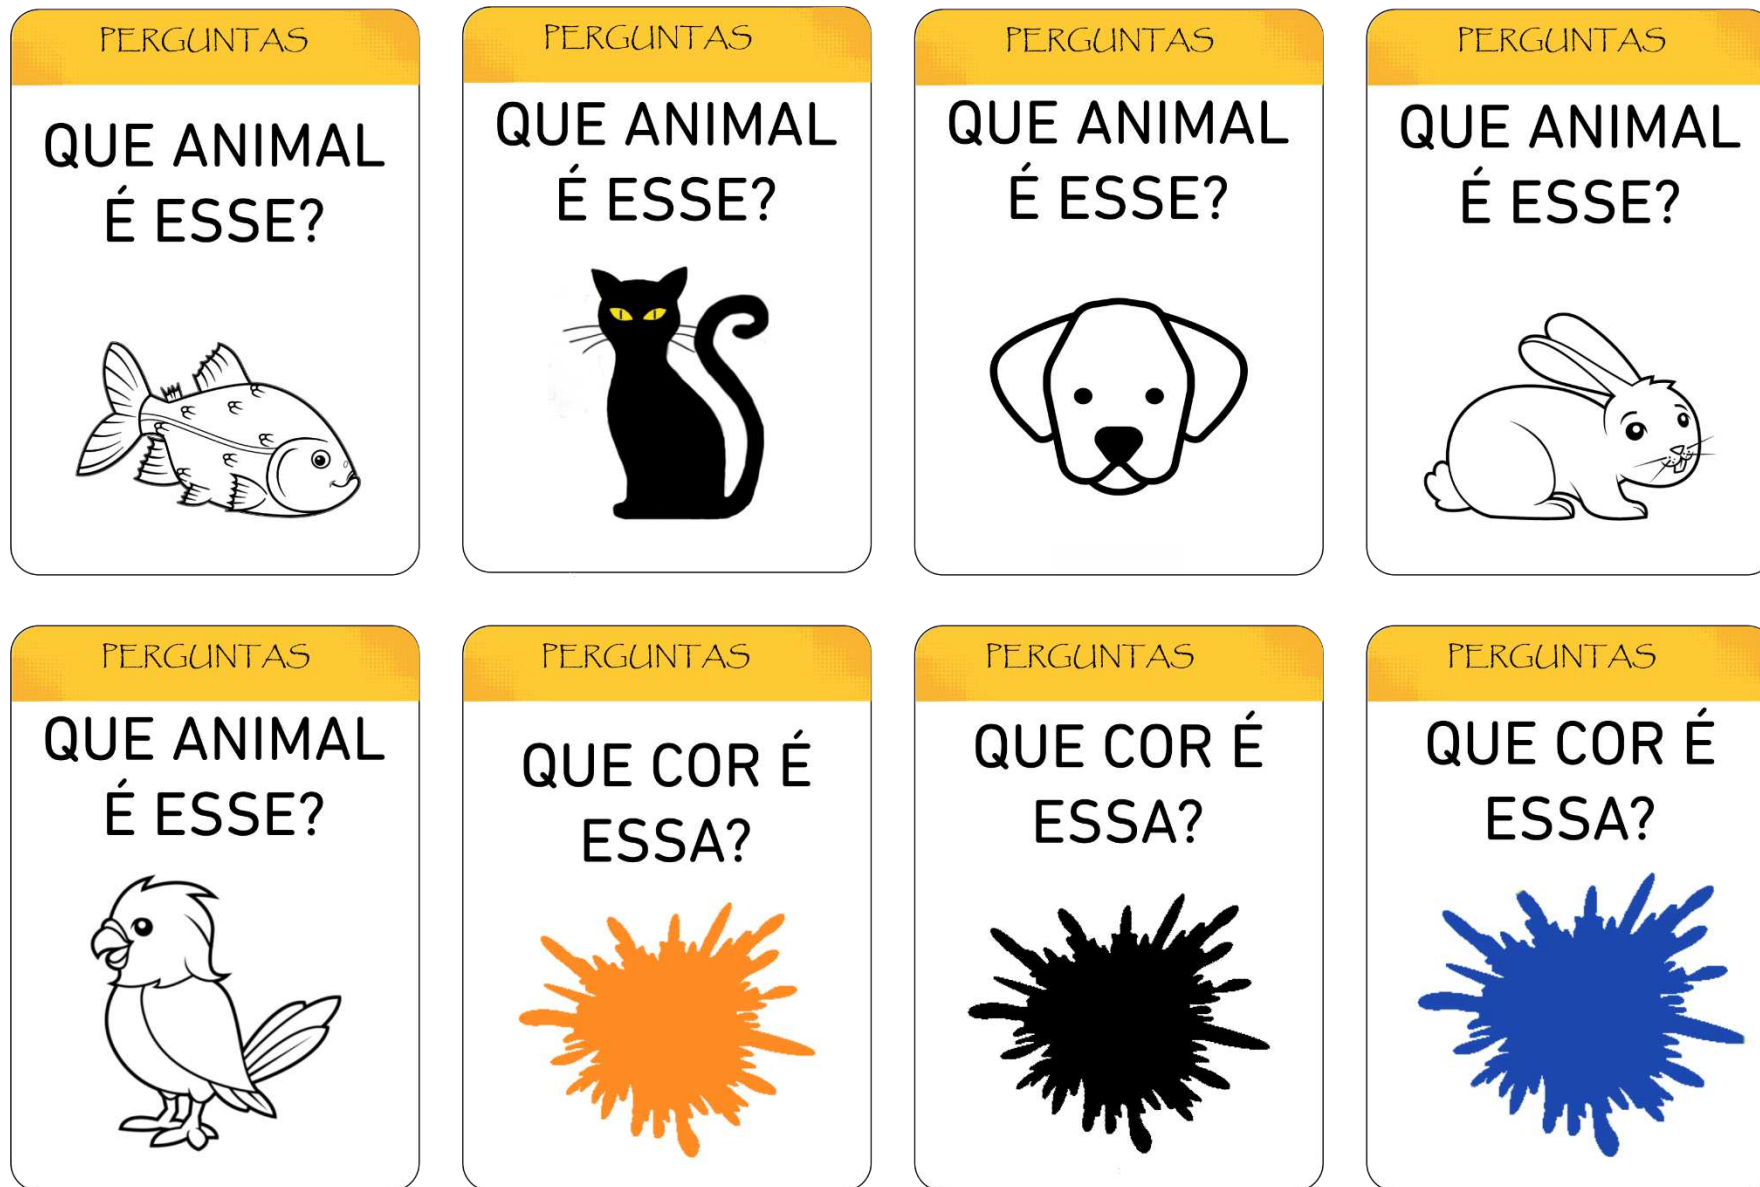 PERGUNTAS
QUE ANIMAL
É ESSE?
PERGUNTAS
QUE ANIMAL
É ESSE?
PERGUNTAS
QUE ANIMAL
É ESSE?
PERGUNTAS
QUE ANIMAL
É ESSE?
PERGUNTAS
QUE ANIMAL
É ESSE?
PERGUNTAS
QUE COR É
ESSA?
PERGUNTAS
QUE COR É
ESSA?
PERGUNTAS
QUE COR É
ESSA?